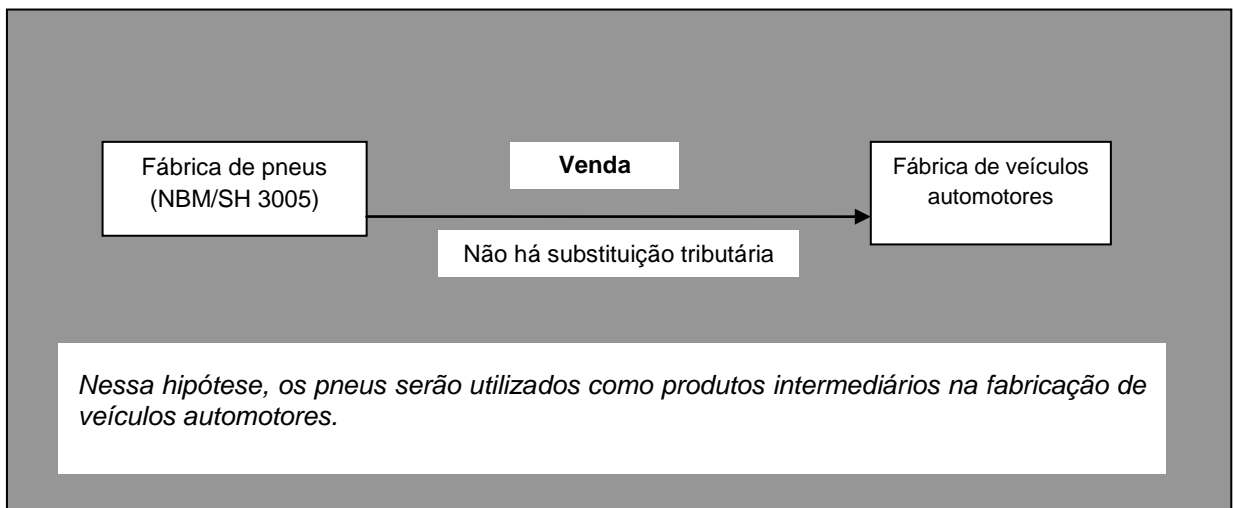 Fábrica de pneus
(NBM/SH 3005)
Venda
Fábrica de veículos
automotores
Não há substituição tributária
Nessa hipótese, os pneus serão utilizados como produtos intermediários na fabricação de
veículos automotores.